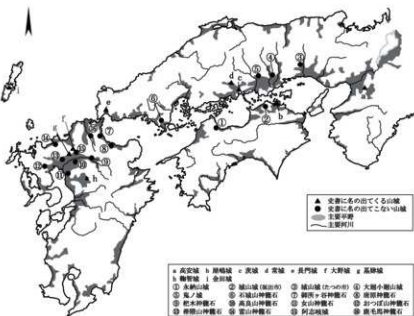 ▲ 史書に名の出てくる山城
● 史書に名の出てこない山城
主要平野
主要河川
a 高安城 b 屋嶋城 c 茨城 d 常城 e 長門城 f 大野城 g 基肄城
h 鞠智城 i 金田城
① 永納山城 ② 城山城(坂出市) ③ 城山城(たつの市) ④ 大廻小廻山城
⑤ 鬼ノ城 ⑥ 石城山神籠石 ⑦ 御所ヶ谷神籠石 ⑧ 唐原神籠石
⑨ 杷木神籠石 ⑩ 高良山神籠石 ⑪ 女山神籠石 ⑫ おつぼ山神籠石
⑬ 帯隈山神籠石 ⑭ 雷山神籠石 ⑮ 阿志岐城 ⑯ 鹿毛馬神籠石